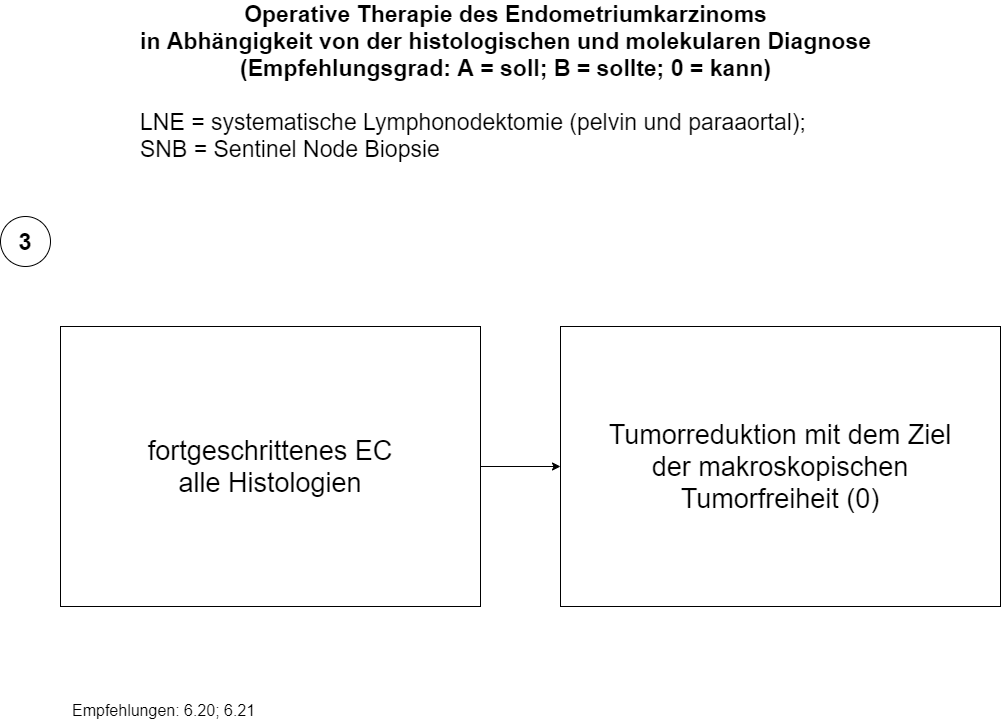 Operative Therapie des Endometriumkarzinoms
in Abhängigkeit von der histologischen und molekularen Diagnose
(Empfehlungsgrad: A = soll; B = sollte; 0 = kann)
LNE = systematische Lymphonodektomie (pelvin und paraaortal);
SNB = Sentinel Node Biopsie
3
fortgeschrittenes EC
alle Histologien
Tumorreduktion mit dem Ziel
der makroskopischen
Tumorfreiheit (0)
Empfehlungen: 6.20; 6.21